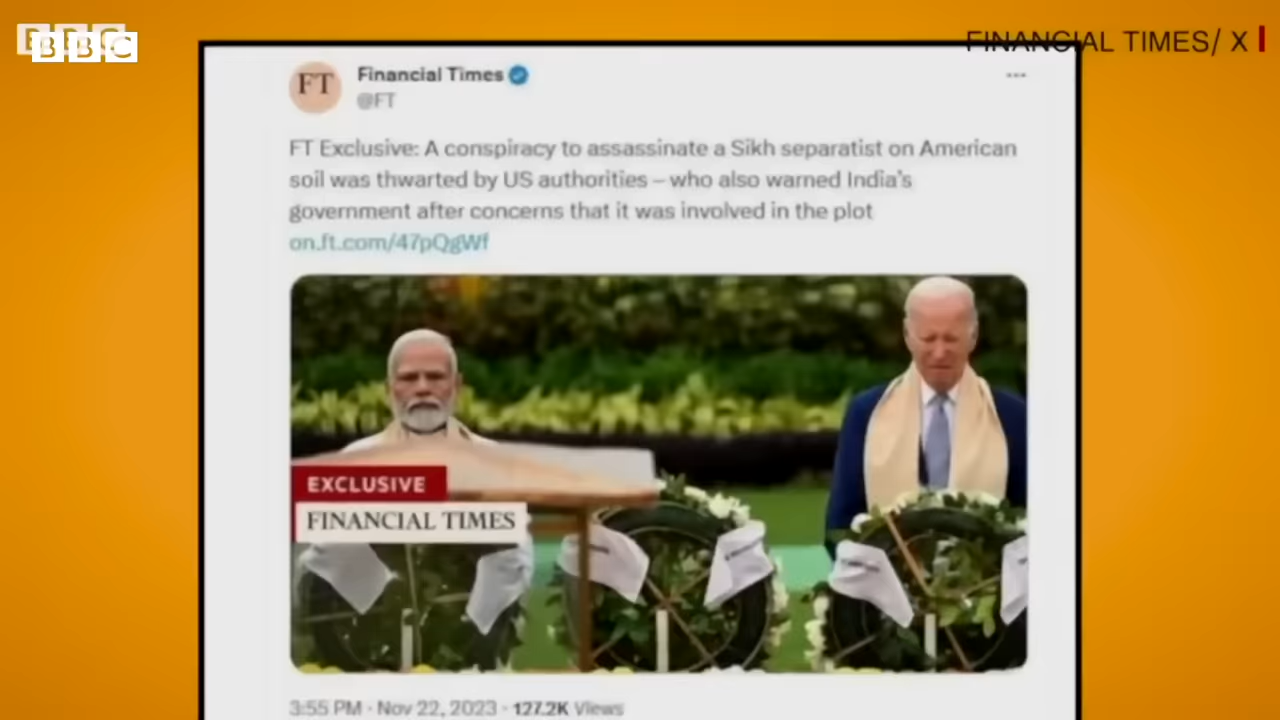 BBC
FINANCIAL TIMES/ X
FT
Financial Times
@FT
FT Exclusive: A conspiracy to assassinate a Sikh separatist on American
soil was thwarted by US authorities – who also warned India's
government after concerns that it was involved in the plot
on.ft.com/47pQgWf
EXCLUSIVE
FINANCIAL TIMES
3:55 PM · Nov 22, 2023 · 127.2K Views